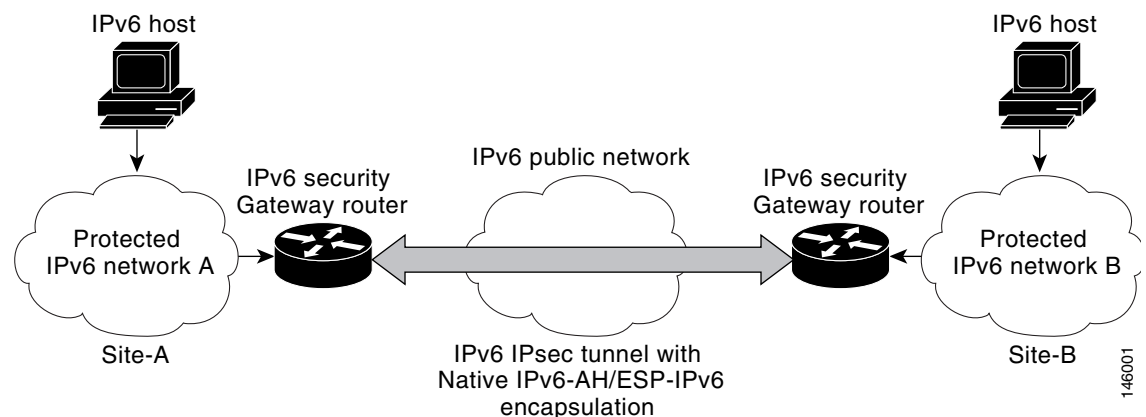 IPv6 host
IPv6 host
IPv6 public network
IPv6 security
Gateway router
IPv6 security
Gateway router
Protected
IPv6 network A
Protected
IPv6 network B
Site-A
IPv6 IPsec tunnel with
Native IPv6-AH/ESP-IPv6
encapsulation
Site-B
146001